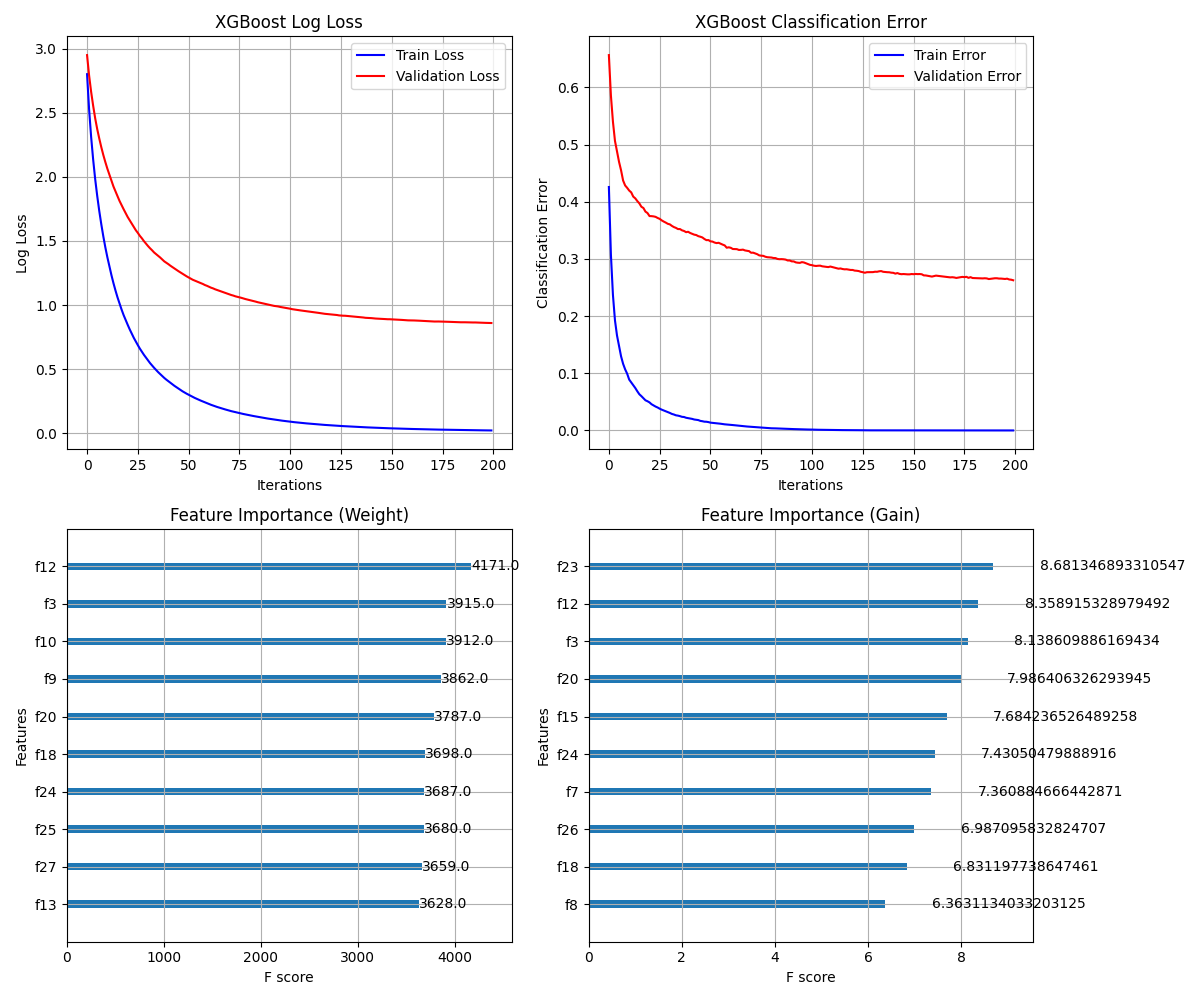 XGBoost Log Loss
3.0
2.5
2.0
1.5
1.0
0.5
0.0
Log Loss
Train Loss
Validation Loss
0 25 50 75 100 125 150 175 200
Iterations
XGBoost Classification Error
0.6
0.5
0.4
0.3
0.2
0.1
0.0
Classification Error
Train Error
Validation Error
0 25 50 75 100 125 150 175 200
Iterations
Feature Importance (Weight)
Features
f12 4171.0
f3 3915.0
f10 3912.0
f9 3862.0
f20 3787.0
f18 3698.0
f24 3687.0
f25 3680.0
f27 3659.0
f13 3628.0
0 1000 2000 3000 4000
F score
Feature Importance (Gain)
Features
f23 8.681346893310547
f12 8.358915328979492
f3 8.138609886169434
f20 7.986406326293945
f15 7.684236526489258
f24 7.43050479888916
f7 7.360884666442871
f26 6.987095832824707
f18 6.831197738647461
f8 6.3631134033203125
0 2 4 6 8
F score